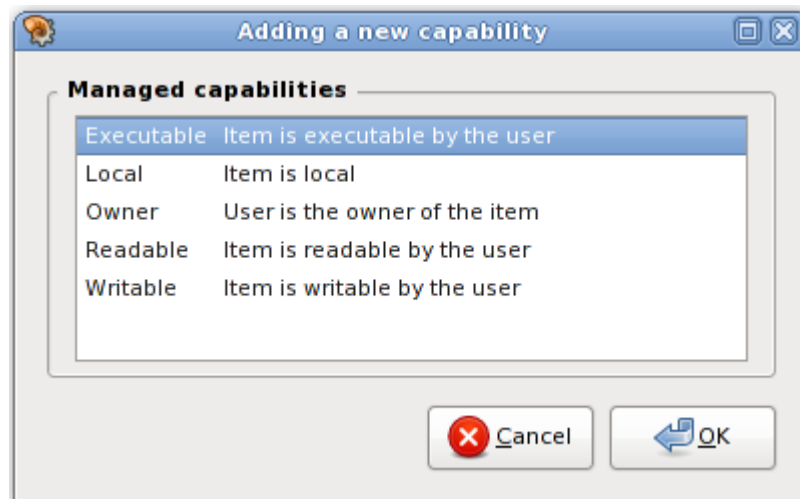 Adding a new capability
Managed capabilities
Executable Item is executable by the user
Local Item is local
Owner User is the owner of the item
Readable Item is readable by the user
Writable Item is writable by the user
Cancel OK